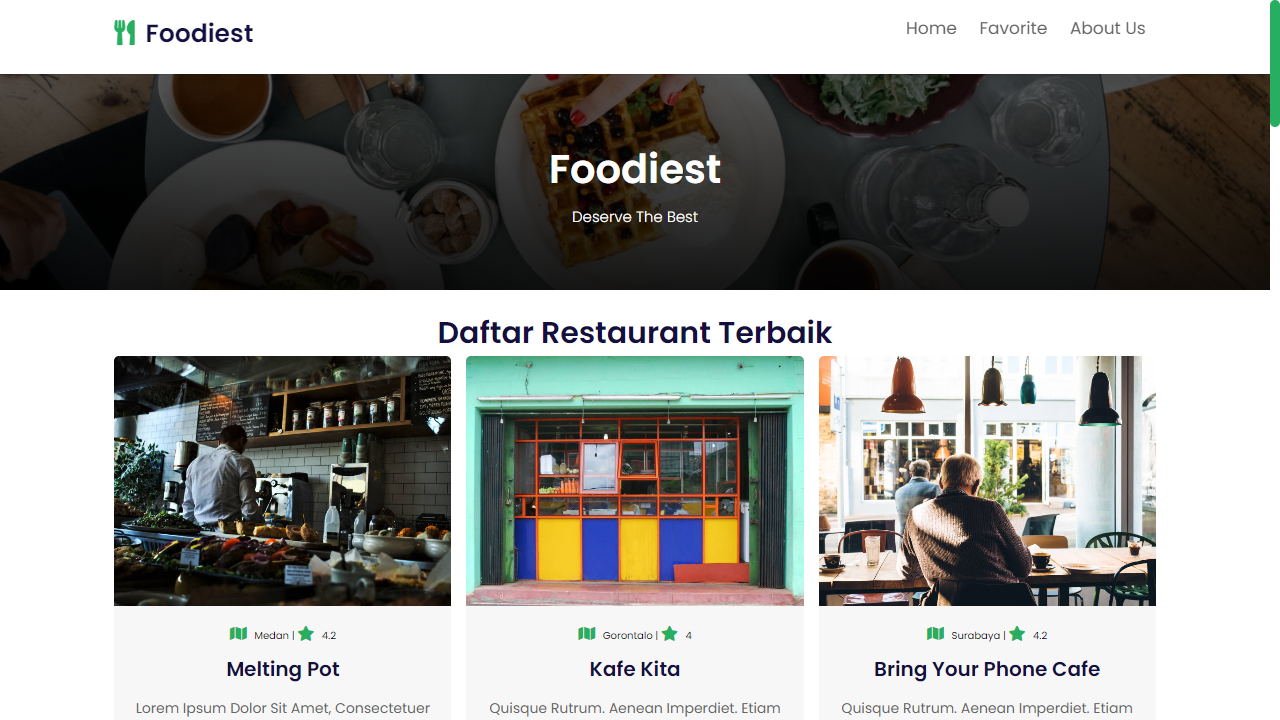 Foodiest
Home Favorite About Us
Foodiest
Deserve The Best
Daftar Restaurant Terbaik
Medan | 4.2
Gorontalo | 4
Surabaya | 4.2
Melting Pot
Kafe Kita
Bring Your Phone Cafe
Lorem Ipsum Dolor Sit Amet, Consectetuer
Quisque Rutrum. Aenean Imperdiet. Etiam
Quisque Rutrum. Aenean Imperdiet. Etiam